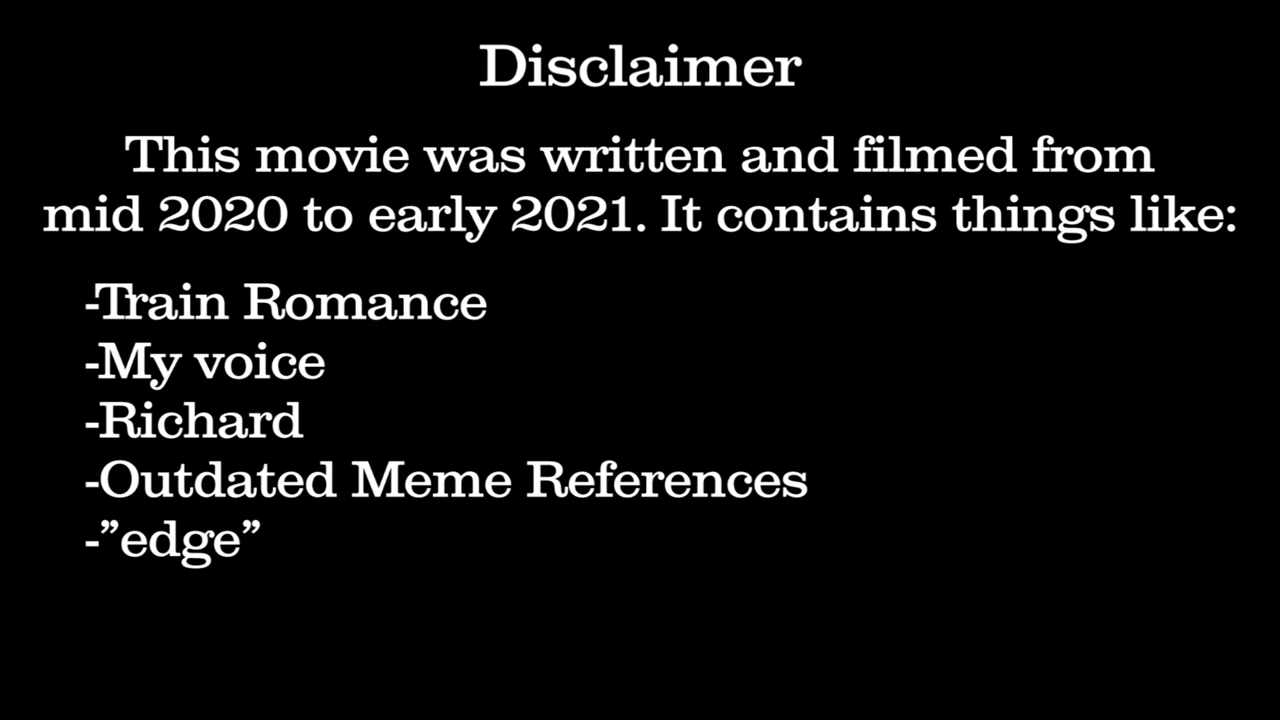 Disclaimer
This movie was written and filmed from
mid 2020 to early 2021. It contains things like:
-Train Romance
-My voice
-Richard
-Outdated Meme References
-”edge”